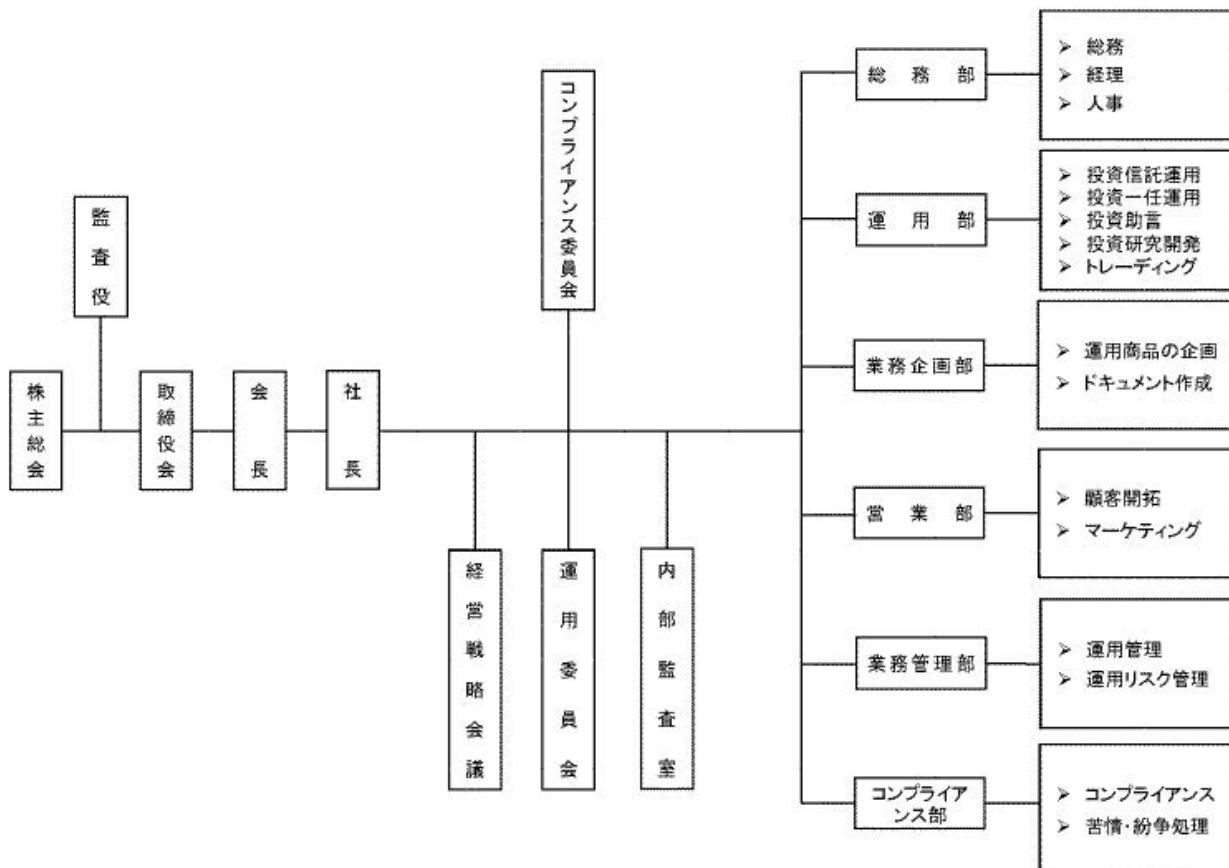 株主総会
監査役
取締役会
会長
社長
コンプライアンス委員会
経営戦略会議
運用委員会
内部監査室
総務部
➢ 総務
➢ 経理
➢ 人事
運用部
➢ 投資信託運用
➢ 投資一任運用
➢ 投資助言
➢ 投資研究開発
➢ トレーディング
業務企画部
➢ 運用商品の企画
➢ ドキュメント作成
営業部
➢ 顧客開拓
➢ マーケティング
業務管理部
➢ 運用管理
➢ 運用リスク管理
コンプライア
ンス部
➢ コンプライアンス
➢ 苦情・紛争処理